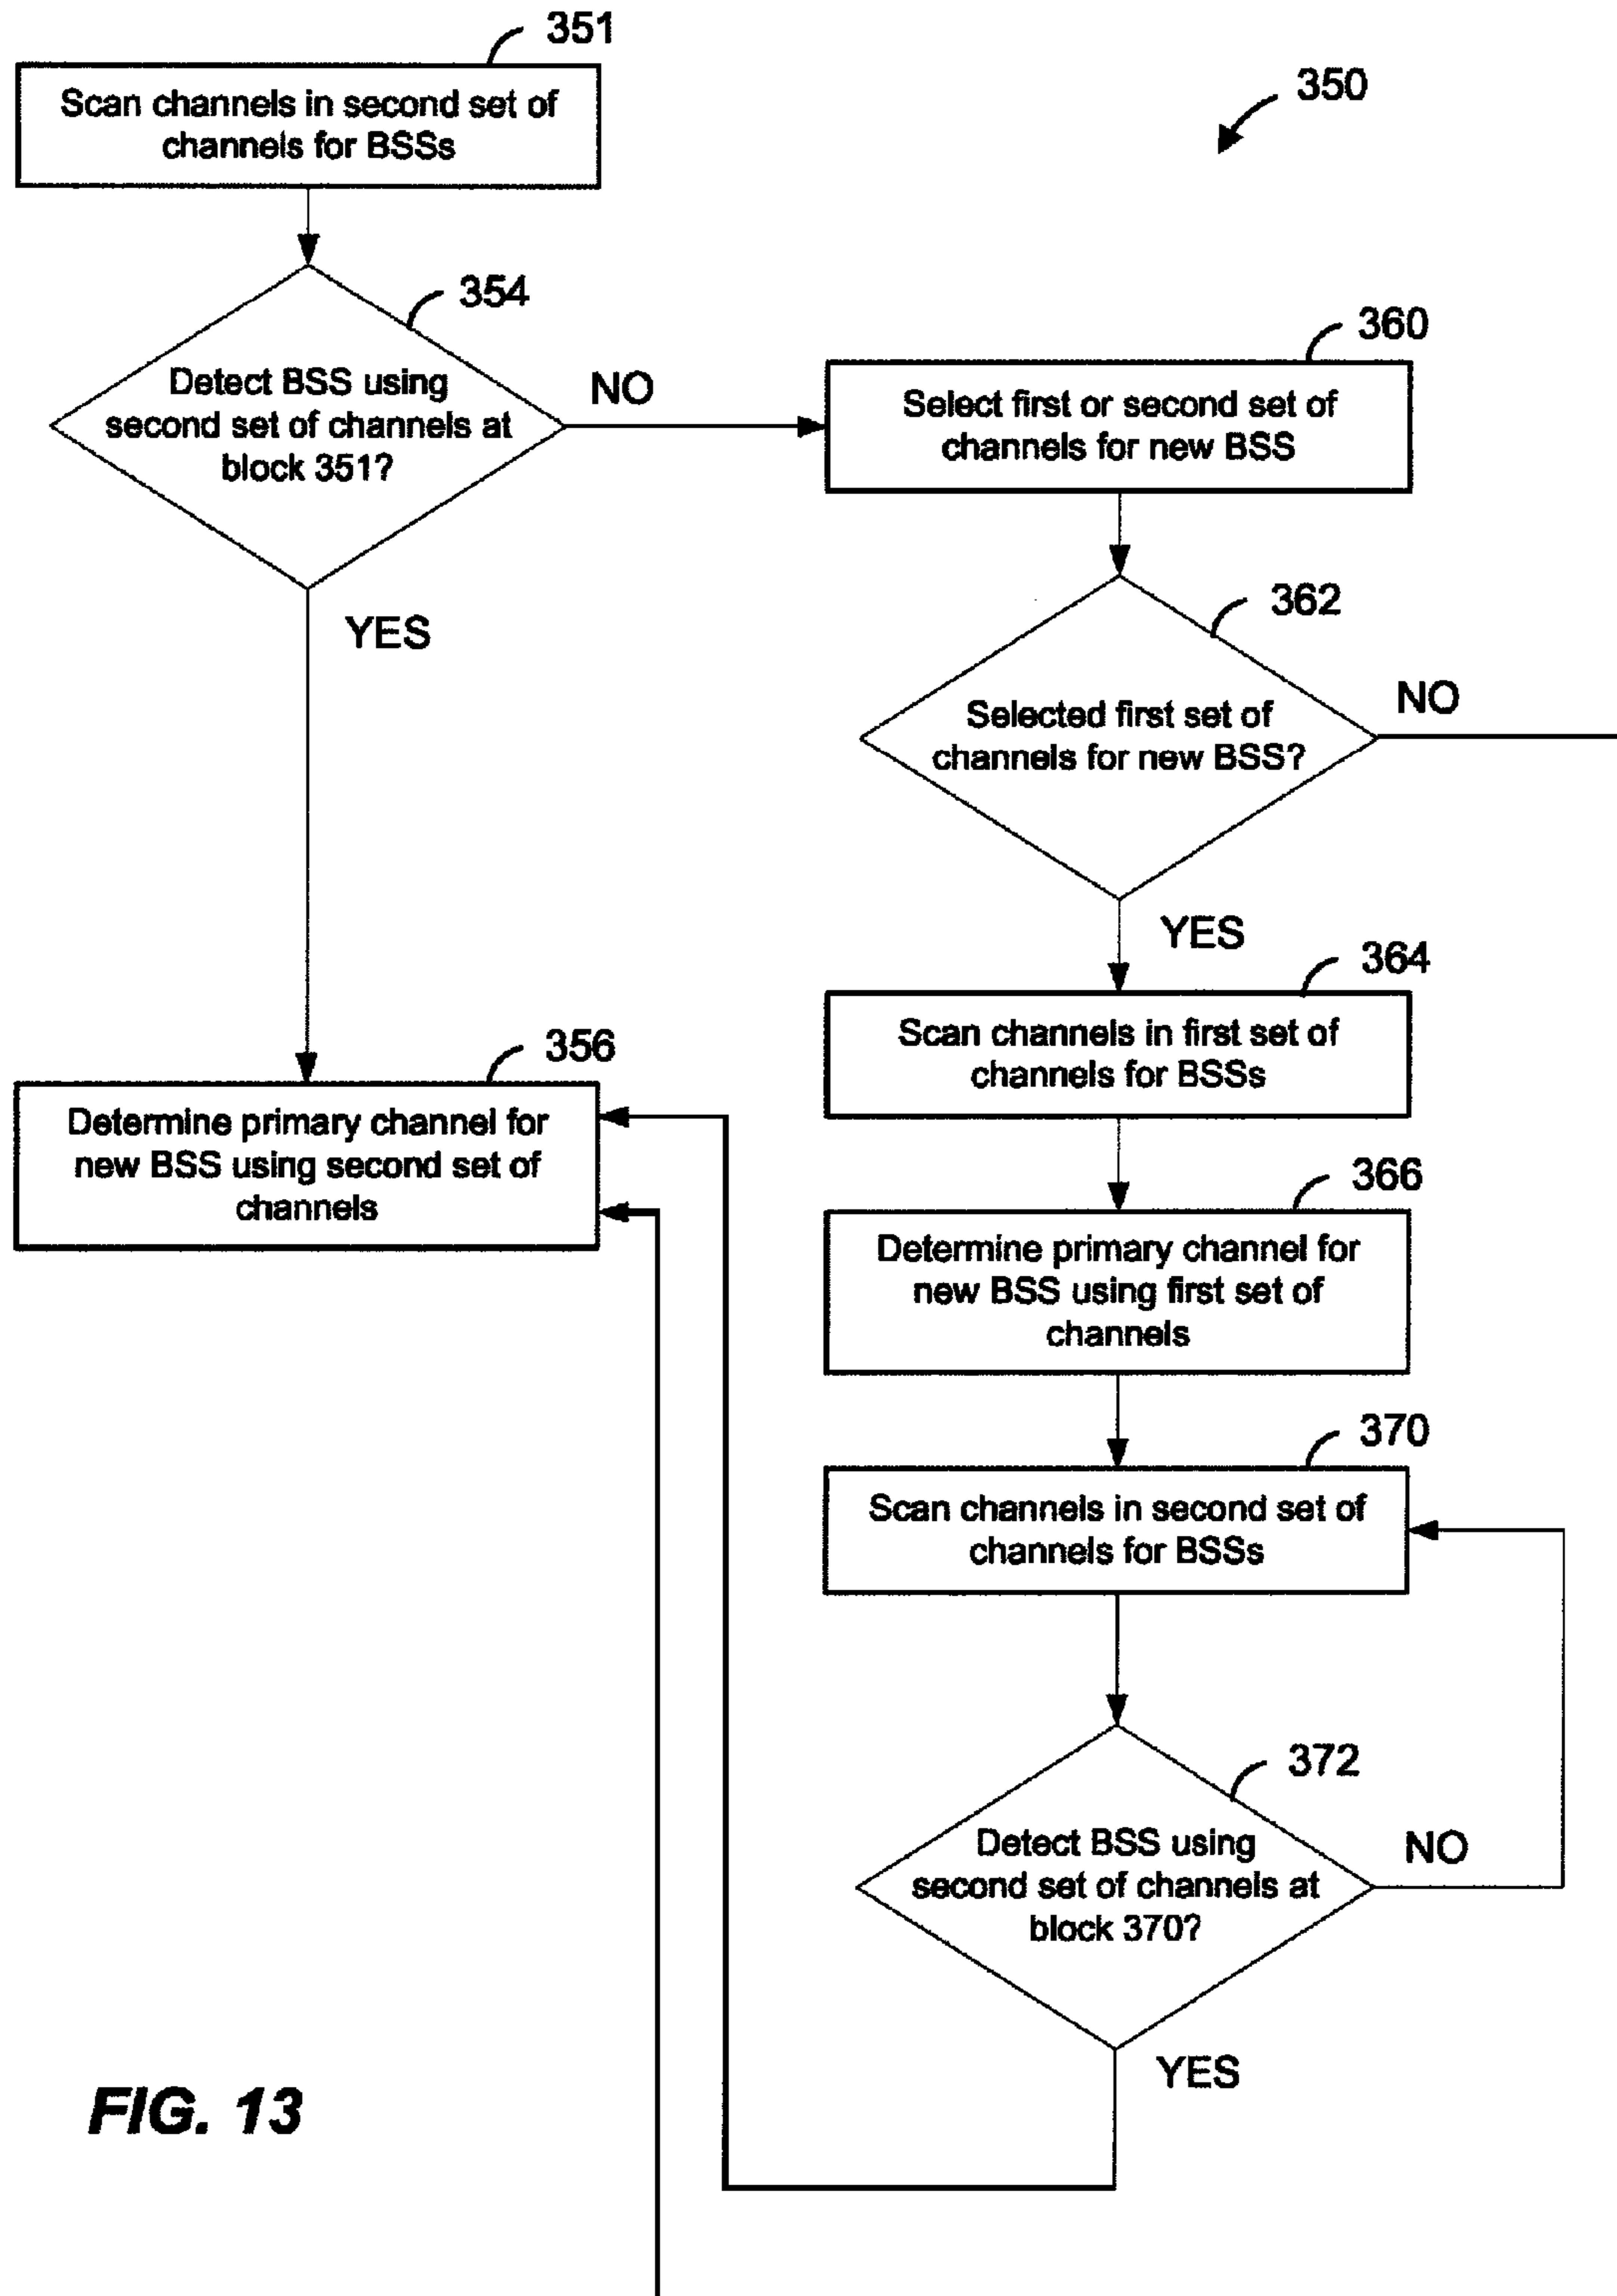 351
Scan channels in second set of
channels for BSSs
350
354
Detect BSS using
second set of channels at
block 351?
NO
YES
360
Select first or second set of
channels for new BSS
362
Selected first set of
channels for new BSS?
NO
YES
364
Scan channels in first set of
channels for BSSs
356
Determine primary channel for
new BSS using second set of
channels
366
Determine primary channel for
new BSS using first set of
channels
370
Scan channels in second set of
channels for BSSs
372
Detect BSS using
second set of channels at
block 370?
NO
YES
FIG. 13